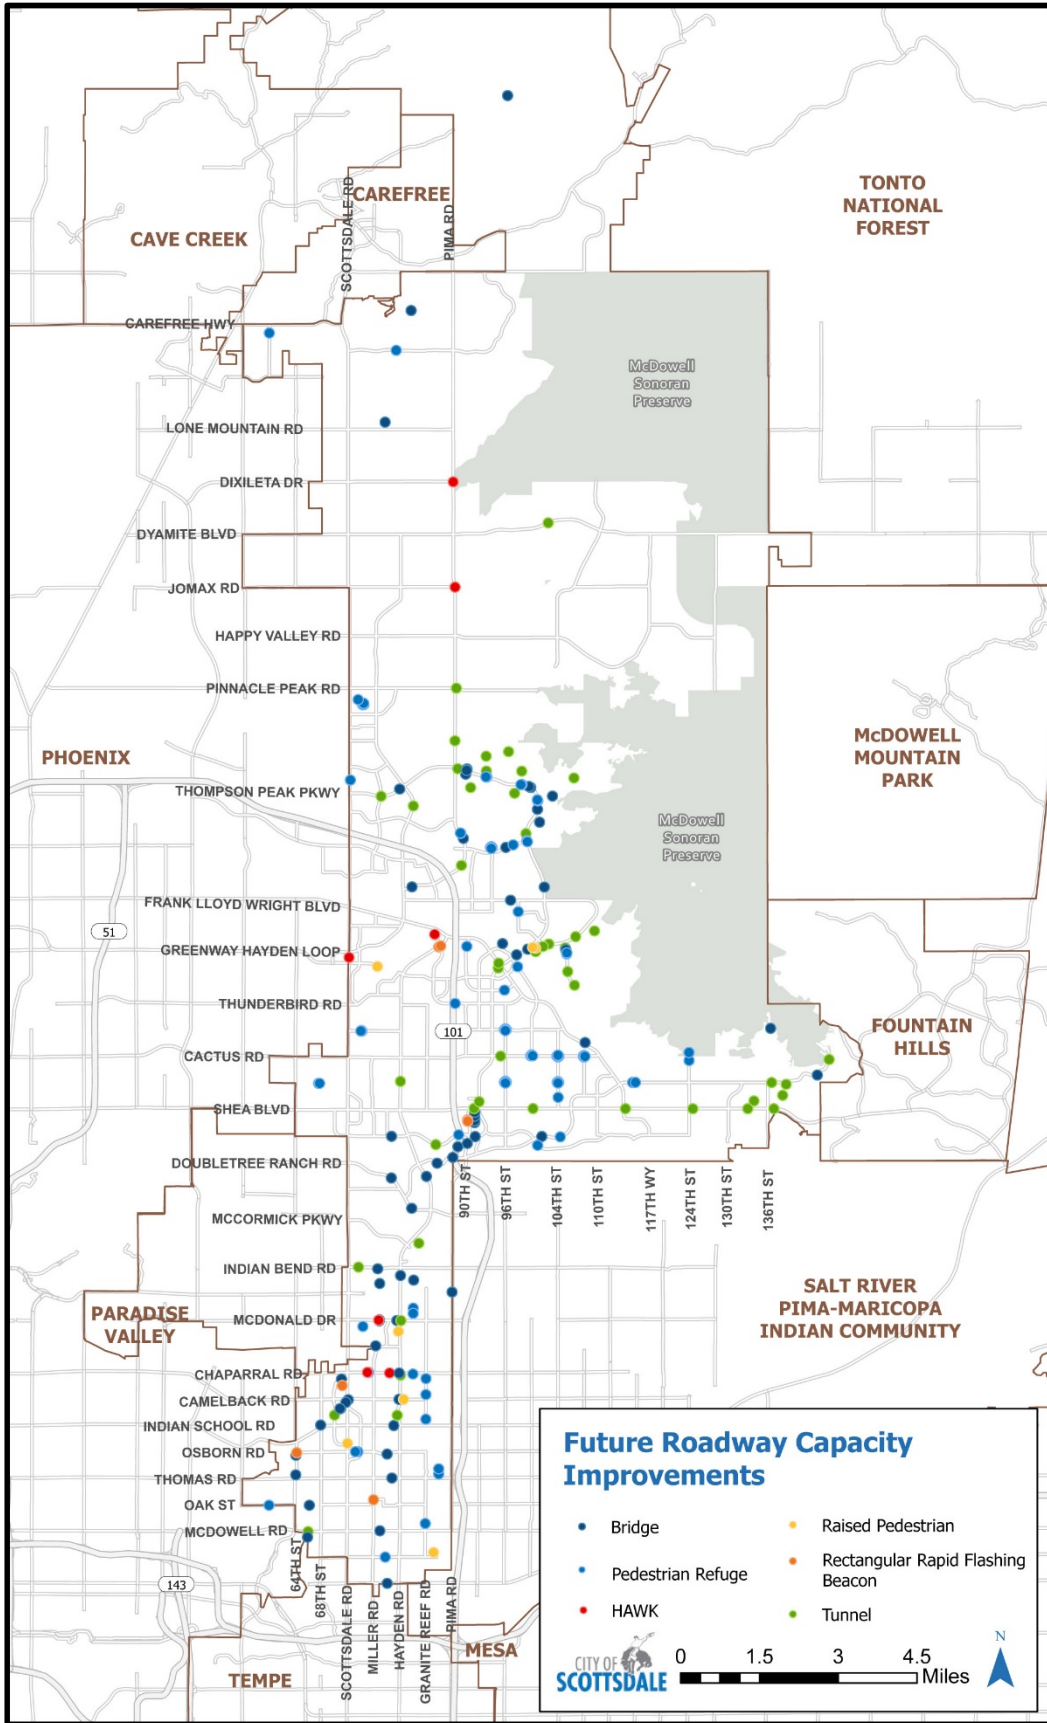 CAREFREE
CAVE CREEK
TONTO
NATIONAL
FOREST
SCOTTSDALE RD
PIMA RD
CAREFREE HWY
McDowell
Sonoran
Preserve
LONE MOUNTAIN RD
DIXILETA DR
DYAMITE BLVD
JOMAX RD
HAPPY VALLEY RD
PINNACLE PEAK RD
PHOENIX
McDOWELL
MOUNTAIN
PARK
THOMPSON PEAK PKWY
McDowell
Sonoran
Preserve
FRANK LLOYD WRIGHT BLVD
51
GREENWAY HAYDEN LOOP
THUNDERBIRD RD
101
FOUNTAIN
HILLS
CACTUS RD
SHEA BLVD
DOUBLETREE RANCH RD
90TH ST
96TH ST
104TH ST
110TH ST
117TH WY
124TH ST
130TH ST
136TH ST
MCCORMICK PKWY
INDIAN BEND RD
SALT RIVER
PIMA-MARICOPA
INDIAN COMMUNITY
PARADISE
VALLEY
MCDONALD DR
CHAPARRAL RD
CAMELBACK RD
INDIAN SCHOOL RD
OSBORN RD
THOMAS RD
OAK ST
MCDOWELL RD
143
64TH ST
68TH ST
SCOTTSDALE RD
MILLER RD
HAYDEN RD
GRANITE REEF RD
PIMA RD
MESA
TEMPE
Future Roadway Capacity
Improvements
Bridge
Pedestrian Refuge
HAWK
Raised Pedestrian
Rectangular Rapid Flashing
Beacon
Tunnel
CITY OF
SCOTTSDALE
0 1.5 3 4.5
Miles
N